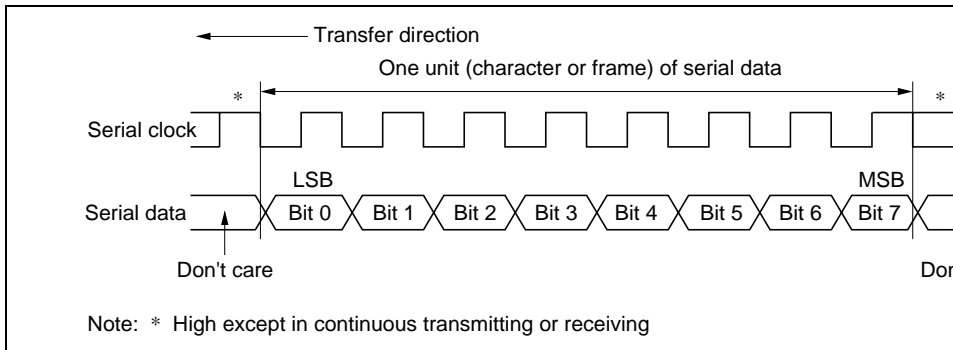 Transfer direction
One unit (character or frame) of serial data
* *
Serial clock
LSB MSB
Serial data Bit 0 Bit 1 Bit 2 Bit 3 Bit 4 Bit 5 Bit 6 Bit 7
Don't care Don
Note: * High except in continuous transmitting or receiving